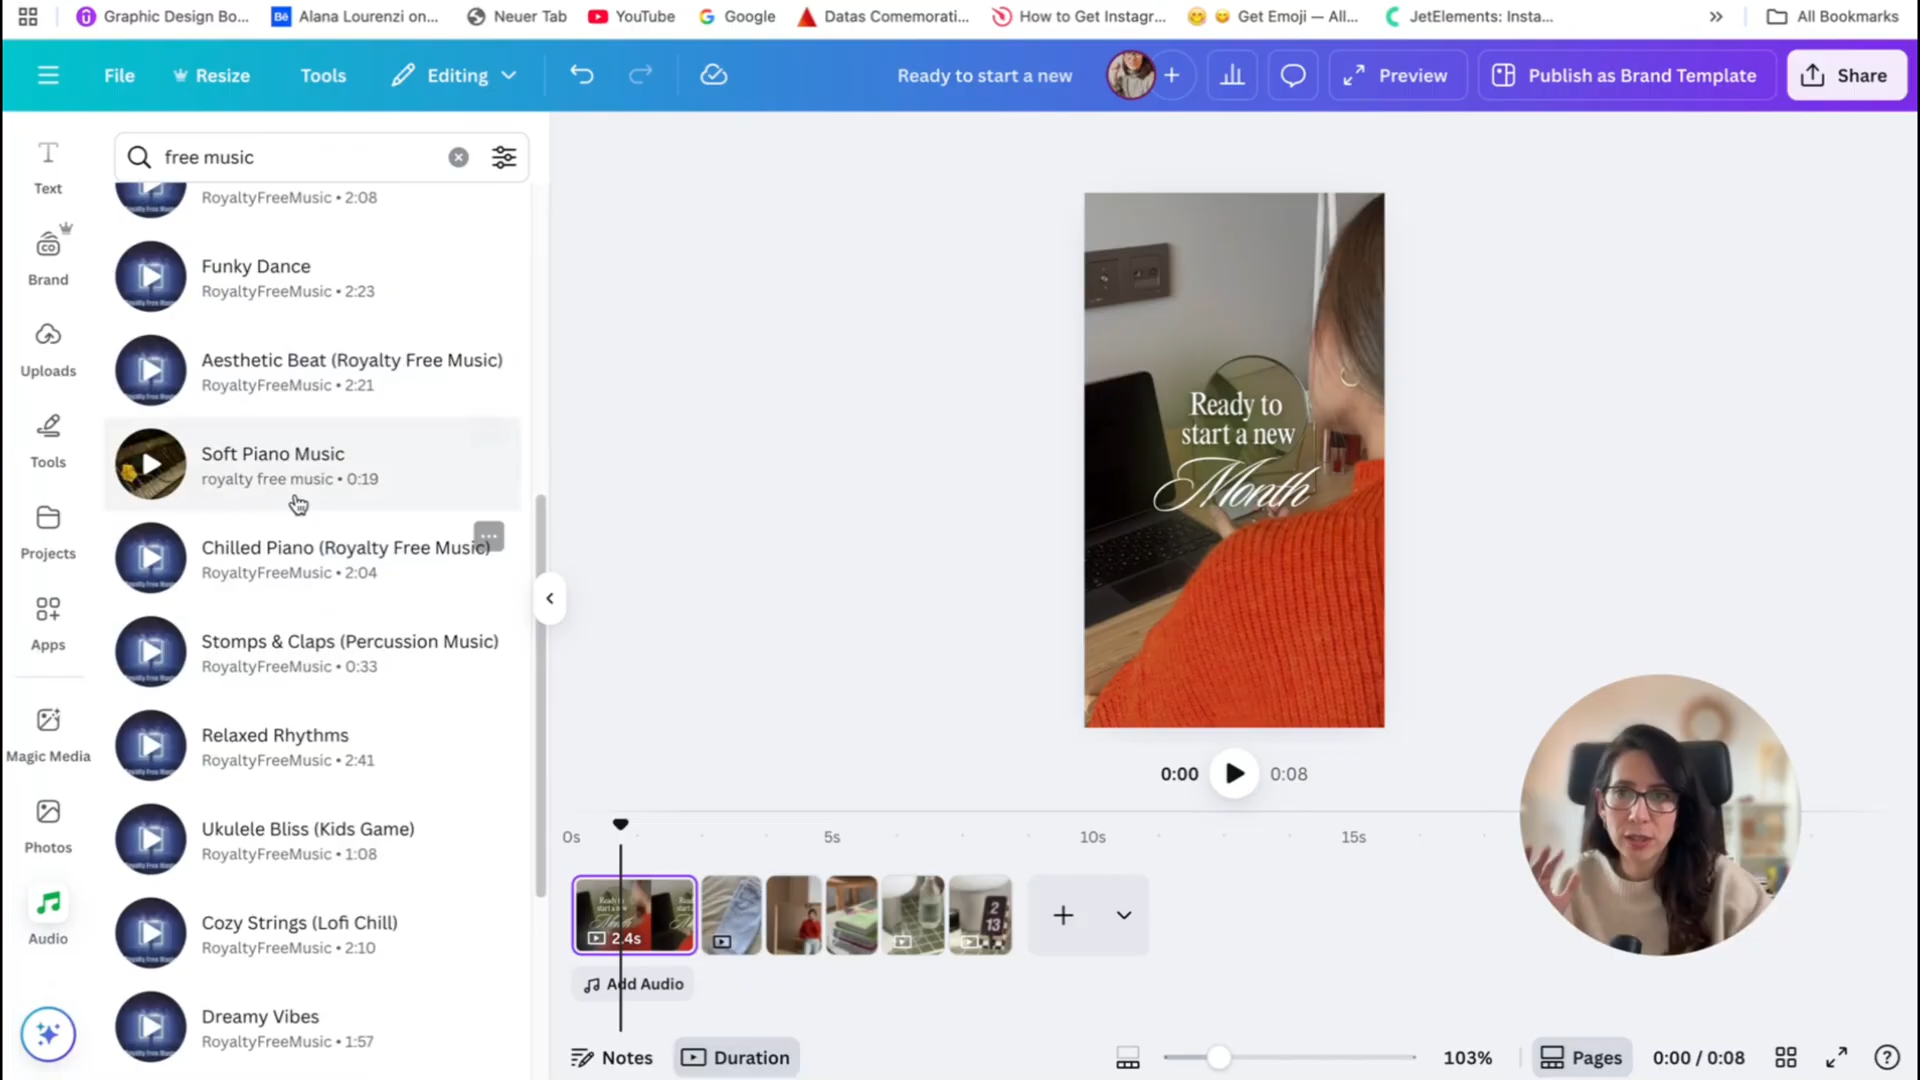 Graphic Design Bo...
Bē Alana Lourenzi on...
Neuer Tab
YouTube
Google
Datas Comemorati...
How to Get Instagr...
Get Emoji — All...
JetElements: Insta...
All Bookmarks
File
Resize
Tools
Editing
Ready to start a new
Preview
Publish as Brand Template
Share
Text
Brand
Uploads
Tools
Projects
Apps
Magic Media
Photos
Audio
free music
RoyaltyFreeMusic • 2:08
Funky Dance
RoyaltyFreeMusic • 2:23
Aesthetic Beat (Royalty Free Music)
RoyaltyFreeMusic • 2:21
Soft Piano Music
royalty free music • 0:19
Chilled Piano (Royalty Free Music)
RoyaltyFreeMusic • 2:04
Stomps & Claps (Percussion Music)
RoyaltyFreeMusic • 0:33
Relaxed Rhythms
RoyaltyFreeMusic • 2:41
Ukulele Bliss (Kids Game)
RoyaltyFreeMusic • 1:08
Cozy Strings (Lofi Chill)
RoyaltyFreeMusic • 2:10
Dreamy Vibes
RoyaltyFreeMusic • 1:57
Ready to
start a new
Month
0:00
0:08
0s
5s
10s
15s
2.4s
2
13
Add Audio
Notes
Duration
103%
Pages
0:00 / 0:08